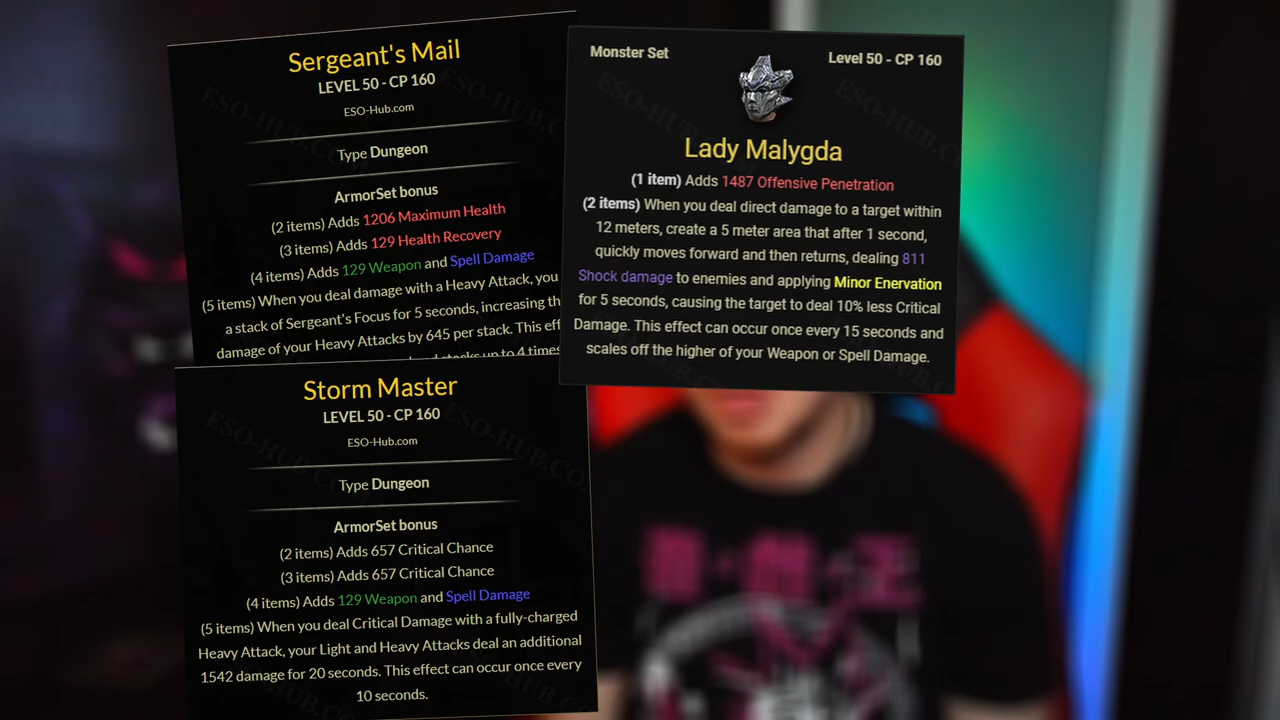 Sergeant's Mail
LEVEL 50 - CP 160
ESO-Hub.com
Type Dungeon
ArmorSet bonus
(2 items) Adds 1206 Maximum Health
(3 items) Adds 129 Health Recovery
(4 items) Adds 129 Weapon and Spell Damage
(5 items) When you deal damage with a Heavy Attack, you
a stack of Sergeant's Focus for 5 seconds, increasing th
damage of your Heavy Attacks by 645 per stack. This eff
stacks up to 4 times
Monster Set
Level 50 - CP 160
Lady Malygda
(1 item) Adds 1487 Offensive Penetration
(2 items) When you deal direct damage to a target within
12 meters, create a 5 meter area that after 1 second,
quickly moves forward and then returns, dealing 811
Shock damage to enemies and applying Minor Enervation
for 5 seconds, causing the target to deal 10% less Critical
Damage. This effect can occur once every 15 seconds and
scales off the higher of your Weapon or Spell Damage.
Storm Master
LEVEL 50 - CP 160
ESO-Hub.com
Type Dungeon
ArmorSet bonus
(2 items) Adds 657 Critical Chance
(3 items) Adds 657 Critical Chance
(4 items) Adds 129 Weapon and Spell Damage
(5 items) When you deal Critical Damage with a fully-charged
Heavy Attack, your Light and Heavy Attacks deal an additional
1542 damage for 20 seconds. This effect can occur once every
10 seconds.